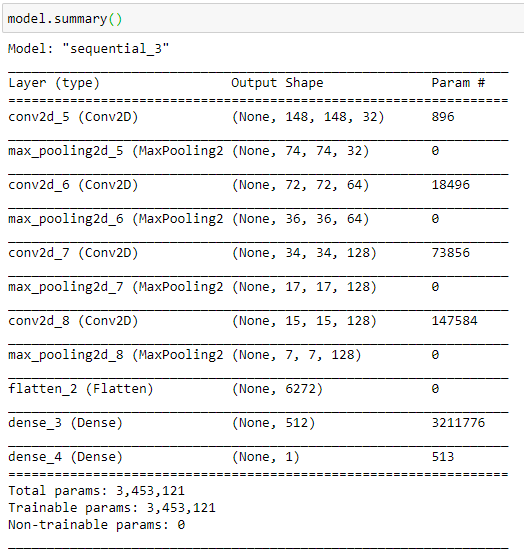 model.summary()
Model: "sequential_3"
_________________________________________________________________
Layer (type)                 Output Shape              Param #
=================================================================
conv2d_5 (Conv2D)            (None, 148, 148, 32)      896
_________________________________________________________________
max_pooling2d_5 (MaxPooling2 (None, 74, 74, 32)        0
_________________________________________________________________
conv2d_6 (Conv2D)            (None, 72, 72, 64)        18496
_________________________________________________________________
max_pooling2d_6 (MaxPooling2 (None, 36, 36, 64)        0
_________________________________________________________________
conv2d_7 (Conv2D)            (None, 34, 34, 128)       73856
_________________________________________________________________
max_pooling2d_7 (MaxPooling2 (None, 17, 17, 128)       0
_________________________________________________________________
conv2d_8 (Conv2D)            (None, 15, 15, 128)       147584
_________________________________________________________________
max_pooling2d_8 (MaxPooling2 (None, 7, 7, 128)         0
_________________________________________________________________
flatten_2 (Flatten)          (None, 6272)              0
_________________________________________________________________
dense_3 (Dense)              (None, 512)               3211776
_________________________________________________________________
dense_4 (Dense)              (None, 1)                 513
=================================================================
Total params: 3,453,121
Trainable params: 3,453,121
Non-trainable params: 0
_________________________________________________________________